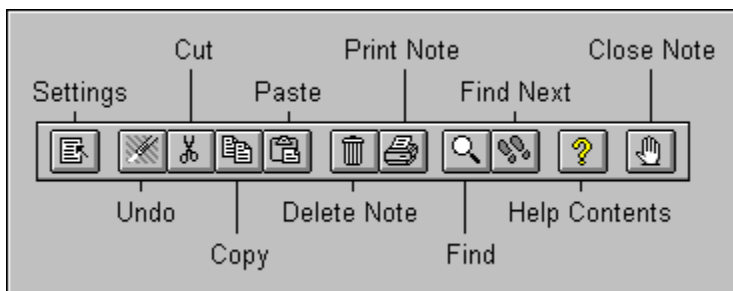 Cut Print Note Close Note
Settings Paste Find Next
Undo Delete Note Help Contents
Copy Find